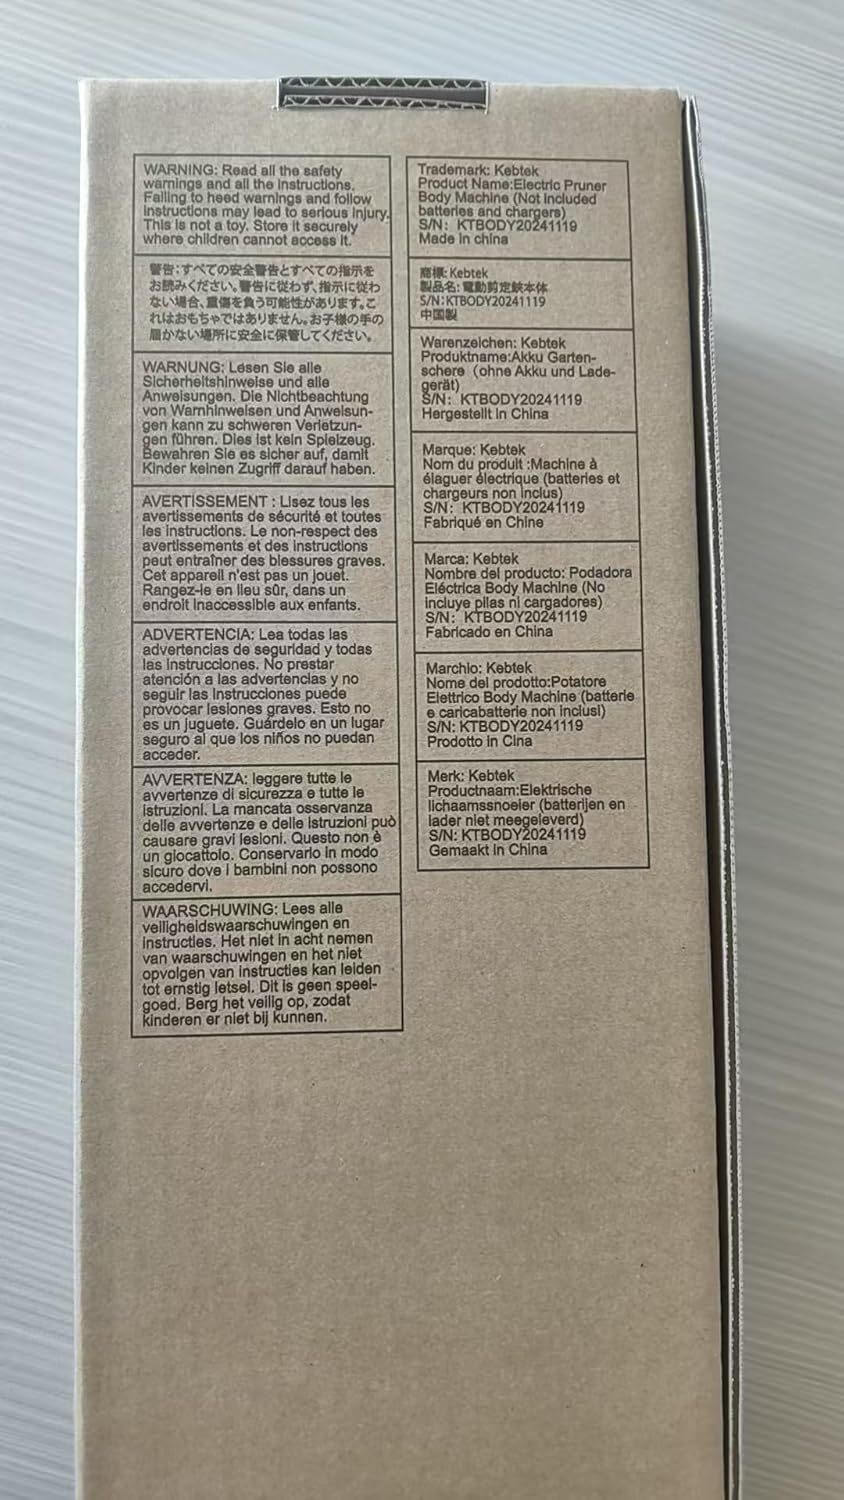 WARNING: Read all the safety
warnings and all the instructions.
Failing to heed warnings and follow
instructions may lead to serious injury.
This is not a toy. Store it securely
where children cannot access it.
警告:すべての安全警告とすべての指示を
お読みください。警告に従わず、指示に従わ
ない場合、重傷を負う可能性があります。こ
れはおもちゃではありません。お子様の手の
届かない場所に安全に保管してください。
WARNUNG: Lesen Sie alle
Sicherheitshinweise und alle
Anweisungen. Die Nichtbeachtung
von Warnhinweisen und Anweisun-
gen kann zu schweren Verletzun-
gen führen. Dies ist kein Spielzeug.
Bewahren Sie es sicher auf, damit
Kinder keinen Zugriff darauf haben.
AVERTISSEMENT : Lisez tous les
avertissements de sécurité et toutes
les instructions. Le non-respect des
avertissements et des instructions
peut entraîner des blessures graves.
Cet appareil n'est pas un jouet.
Rangez-le en lieu sûr, dans un
endroit inaccessible aux enfants.
ADVERTENCIA: Lea todas las
advertencias de seguridad y todas
las instrucciones. No prestar
atención a las advertencias y no
seguir las instrucciones puede
provocar lesiones graves. Esto no
es un juguete. Guárdelo en un lugar
seguro al que los niños no puedan
acceder.
AVVERTENZA: leggere tutte le
avvertenze di sicurezza e tutte le
istruzioni. La mancata osservanza
delle avvertenze e delle istruzioni può
causare gravi lesioni. Questo non è
un giocattolo. Conservarlo in modo
sicuro dove i bambini non possono
accedervi.
WAARSCHUWING: Lees alle
veiligheidswaarschuwingen en
instructies. Het niet in acht nemen
van waarschuwingen en het niet
opvolgen van instructies kan leiden
tot ernstig letsel. Dit is geen speel-
goed. Berg het veilig op, zodat
kinderen er niet bij kunnen.
Trademark: Kebtek
Product Name:Electric Pruner
Body Machine (Not included
batteries and chargers)
S/N: KTBODY20241119
Made in china
商標: Kebtek
製品名: 電動剪定鋏本体
S/N:KTBODY20241119
中国製
Warenzeichen: Kebtek
Produktname:Akku Garten-
schere (ohne Akku und Lade-
gerät)
S/N: KTBODY20241119
Hergestellt in China
Marque: Kebtek
Nom du produit :Machine à
élaguer électrique (batteries et
chargeurs non inclus)
S/N: KTBODY20241119
Fabriqué en Chine
Marca: Kebtek
Nombre del producto: Podadora
Eléctrica Body Machine (No
incluye pilas ni cargadores)
S/N: KTBODY20241119
Fabricado en China
Marchio: Kebtek
Nome del prodotto:Potatore
Elettrico Body Machine (batterie
e caricabatterie non inclusi)
S/N: KTBODY20241119
Prodotto in Cina
Merk: Kebtek
Productnaam:Elektrische
lichaamssnoeier (batterijen en
lader niet meegeleverd)
S/N: KTBODY20241119
Gemaakt in China